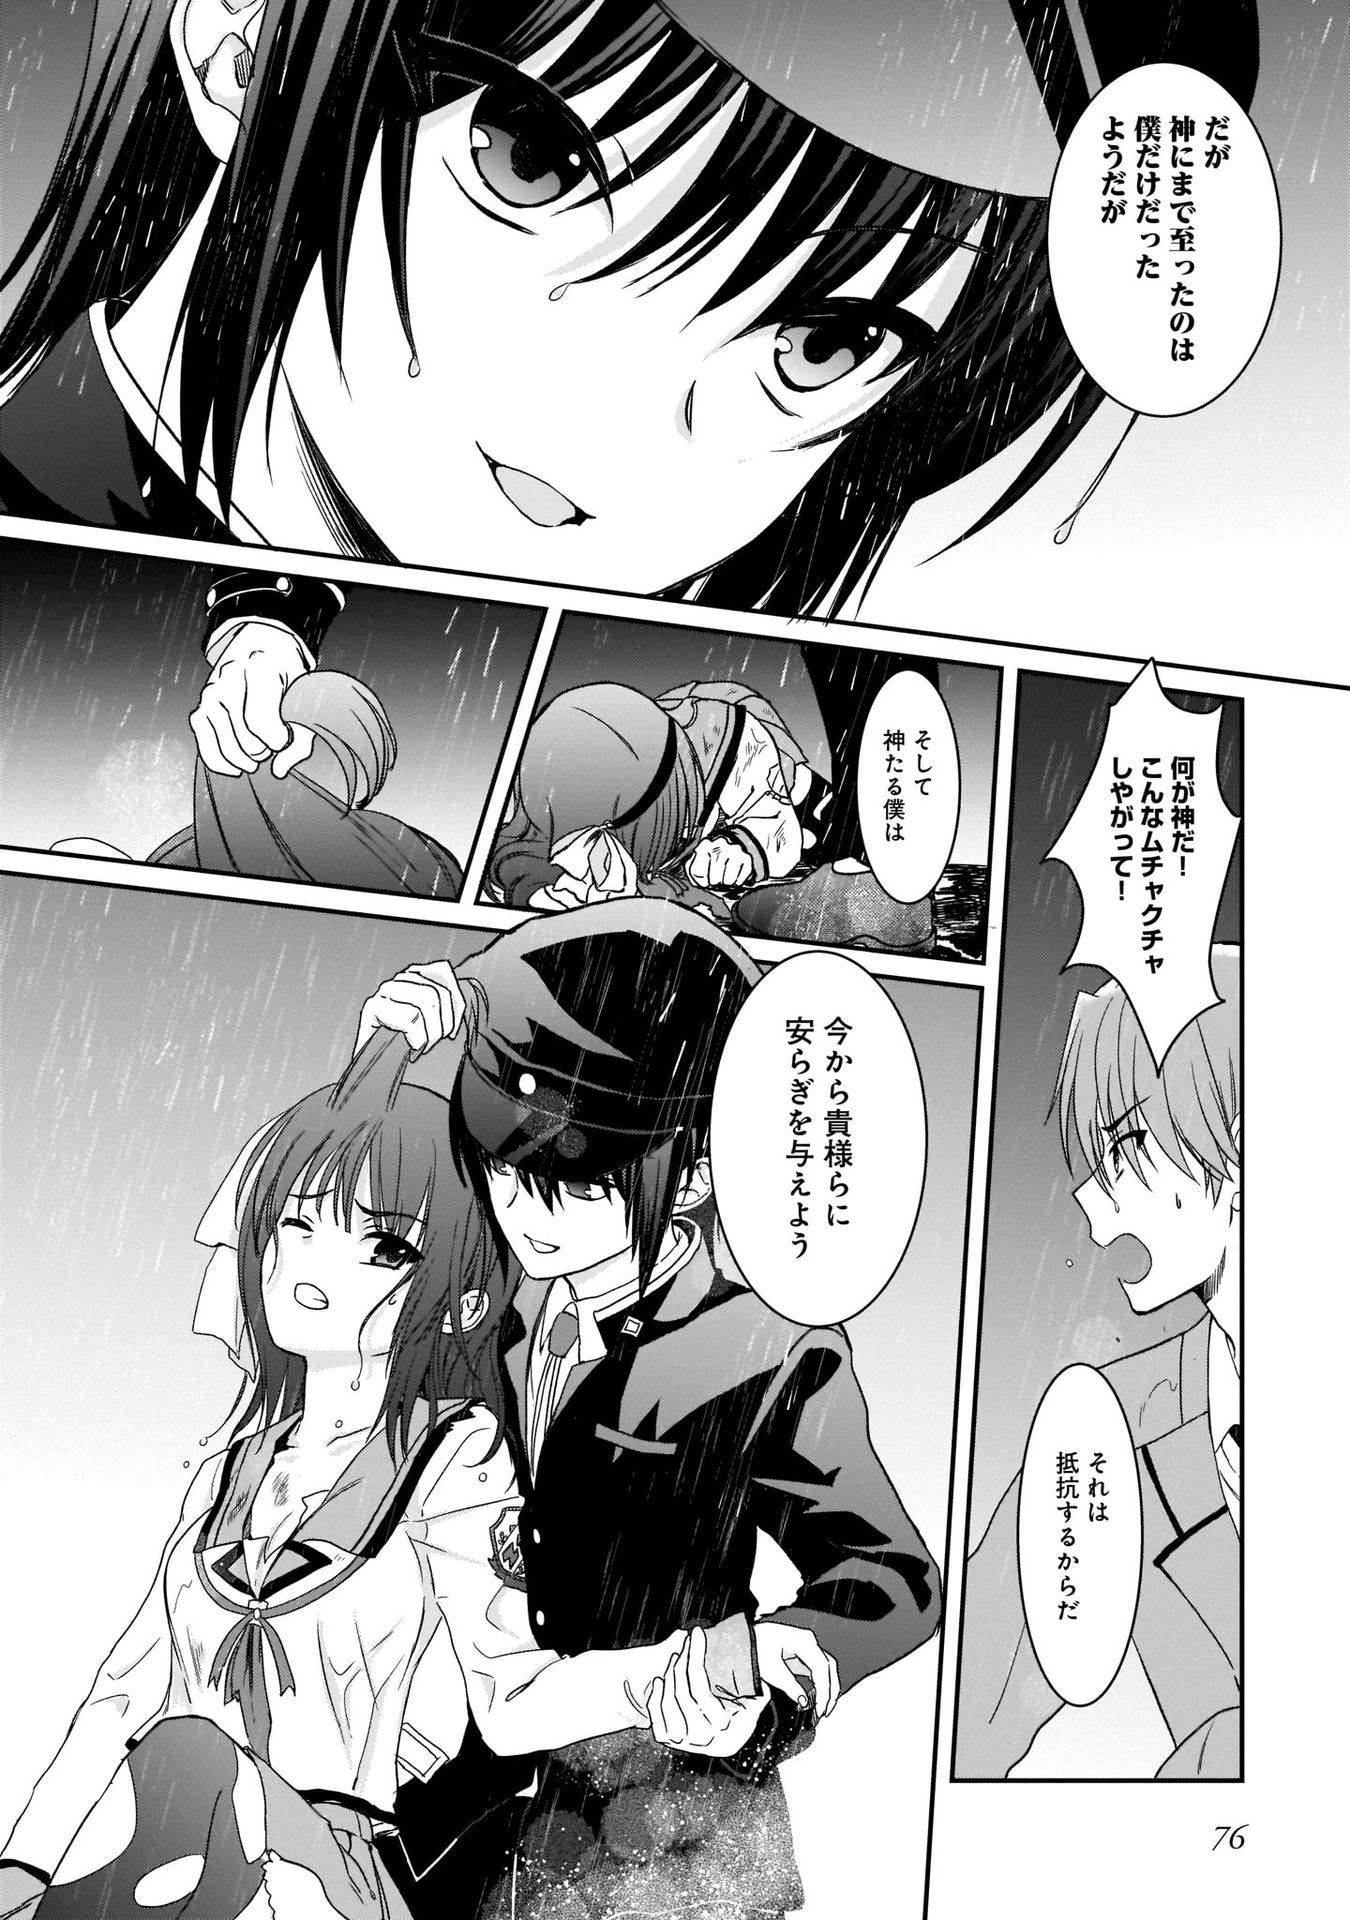 だが
神にまで至ったのは
僕だけだった
ようだが
何が神だ！
こんなムチャクチャ
しやがって！
それは
抵抗するからだ
そして
神たる僕は
今から貴様らに
安らぎを与えよう
76